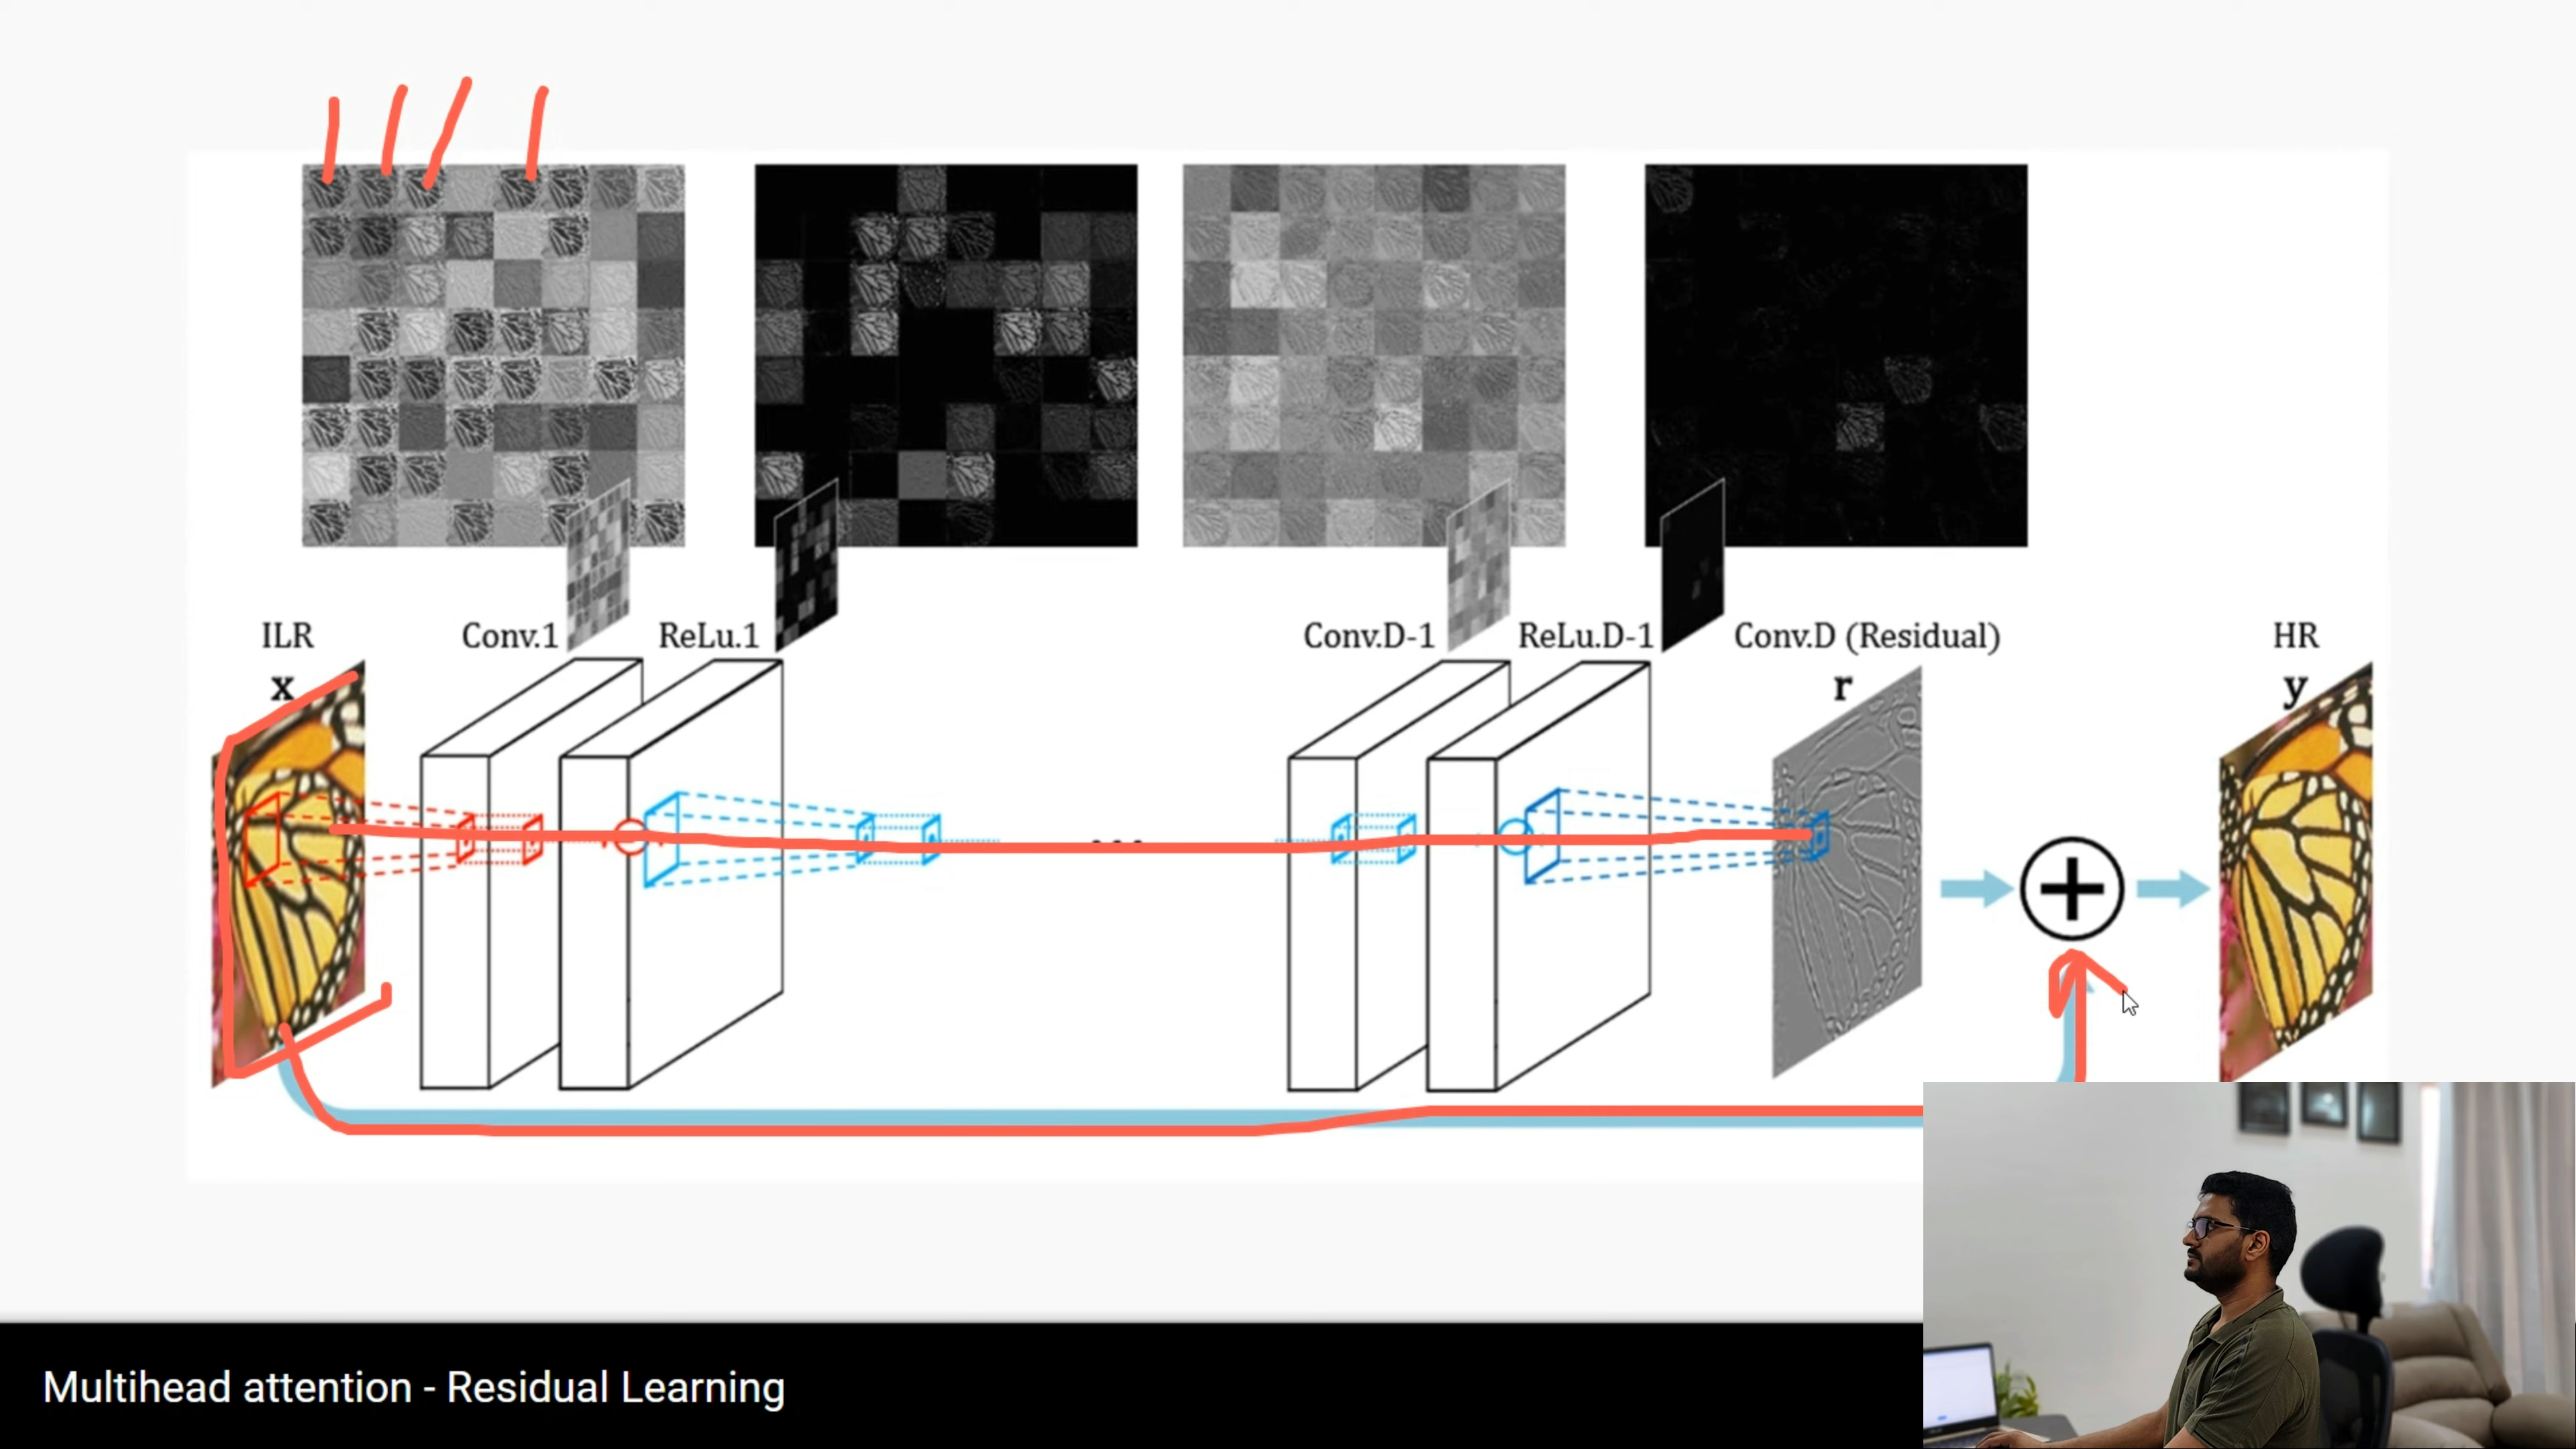 ILR
Conv.1
ReLu.1
Conv.D-1
ReLu.D-1
Conv.D (Residual)
HR
x
r
y
...
Multihead attention - Residual Learning